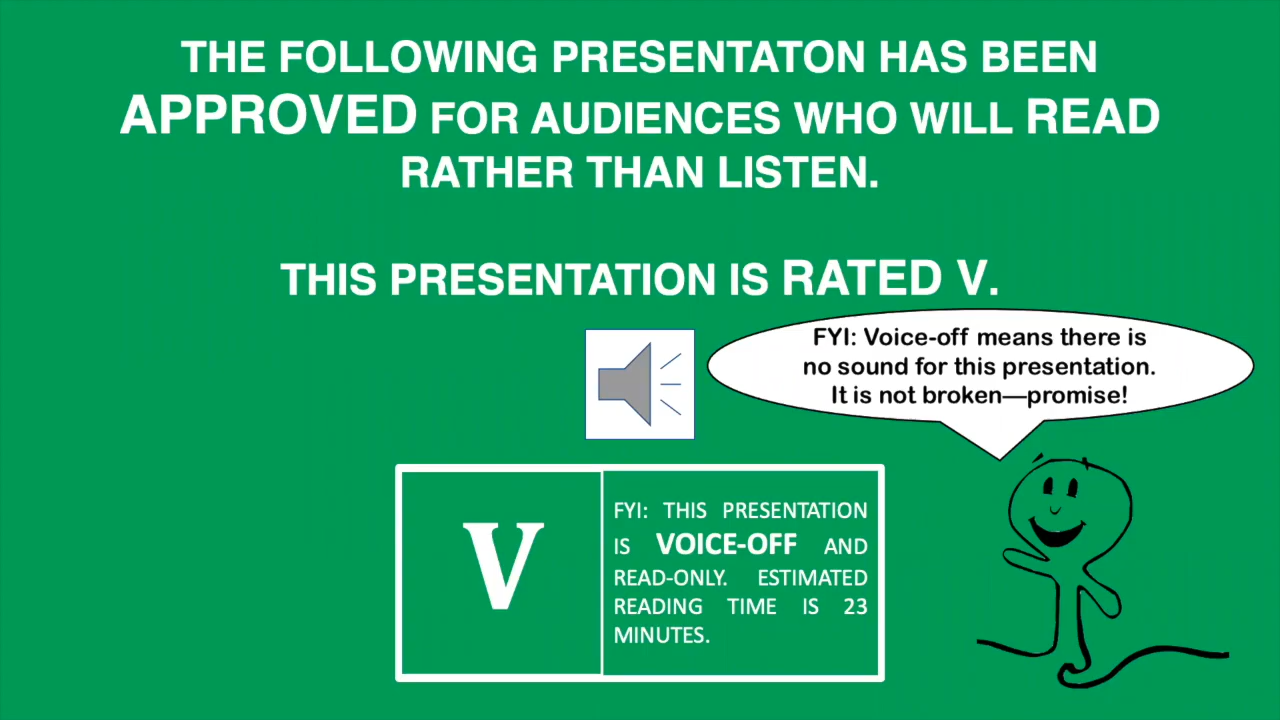 THE FOLLOWING PRESENTATON HAS BEEN
APPROVED FOR AUDIENCES WHO WILL READ
RATHER THAN LISTEN.
THIS PRESENTATION IS RATED V.
FYI: Voice-off means there is
no sound for this presentation.
It is not broken—promise!
V
FYI: THIS PRESENTATION
IS VOICE-OFF AND
READ-ONLY. ESTIMATED
READING TIME IS 23
MINUTES.